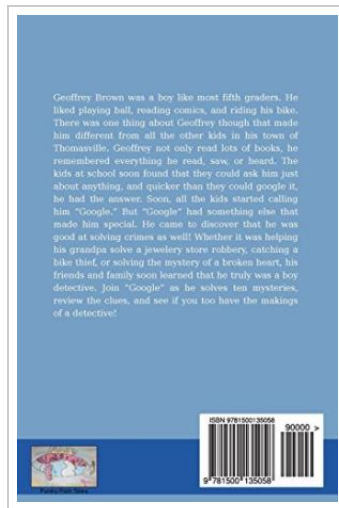 Geoffrey Brown was a boy like most fifth graders. He
liked playing ball, reading comics, and riding his bike.
There was one thing about Geoffrey though that made
him different from all the other kids in his town of
Thomasville. Geoffrey not only read lots of books, he
remembered everything he read, saw, or heard. The
kids at school soon found that they could ask him just
about anything, and quicker than they could google it,
he had the answer. Soon, all the kids started calling
him "Google." But "Google" had something else that
made him special. He came to discover that he was
good at solving crimes as well! Whether it was helping
his grandpa solve a jewelery store robbery, catching a
bike thief, or solving the mystery of a broken heart, his
friends and family soon learned that he truly was a boy
detective. Join "Google" as he solves ten mysteries,
review the clues, and see if you too have the makings
of a detective!
ISBN 9781500135058
90000 >
9 781500 135058